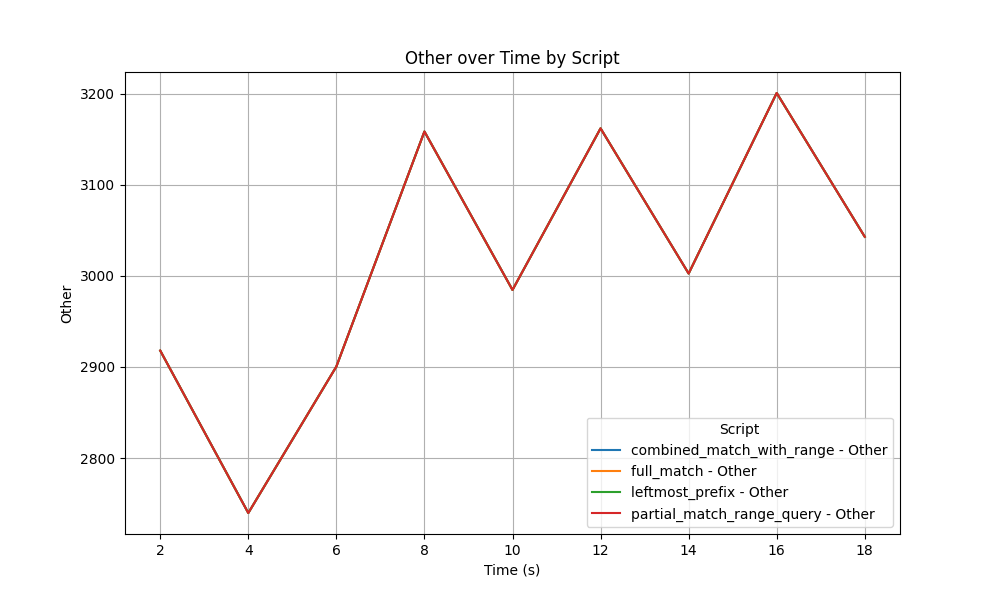 Other over Time by Script
3200
3100
3000
2900
2800
Other
2 4 6 8 10 12 14 16 18
Time (s)
Script
combined_match_with_range - Other
full_match - Other
leftmost_prefix - Other
partial_match_range_query - Other